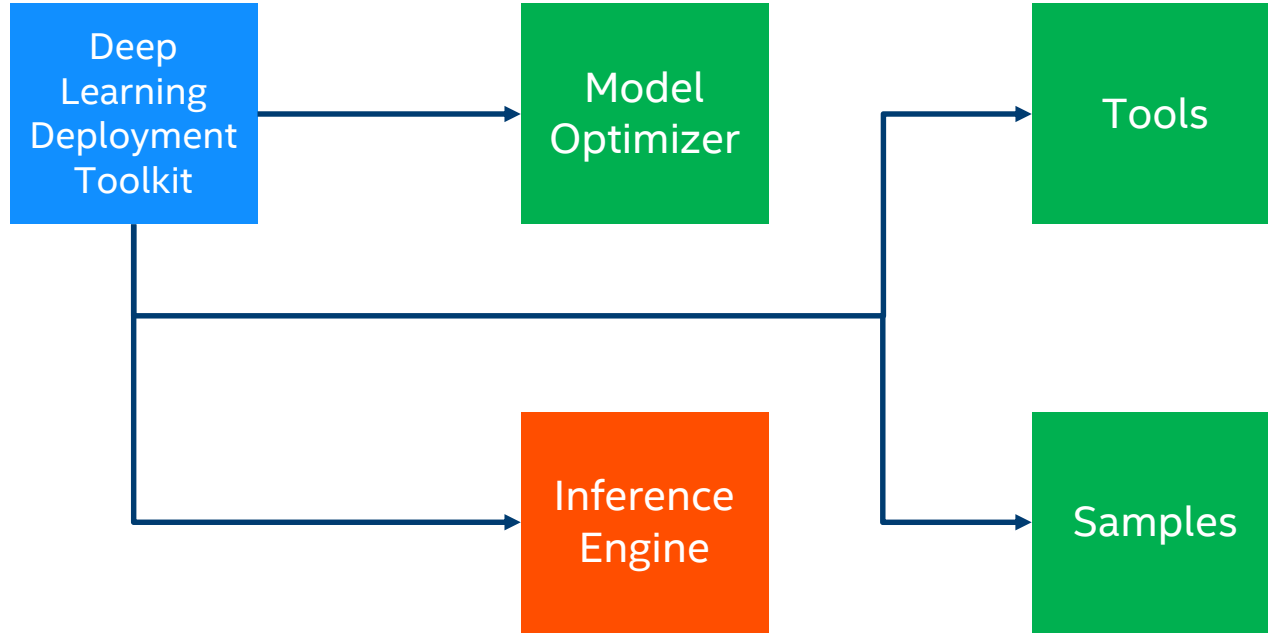 Deep
Learning
Deployment
Toolkit
Model
Optimizer
Tools
Inference
Engine
Samples